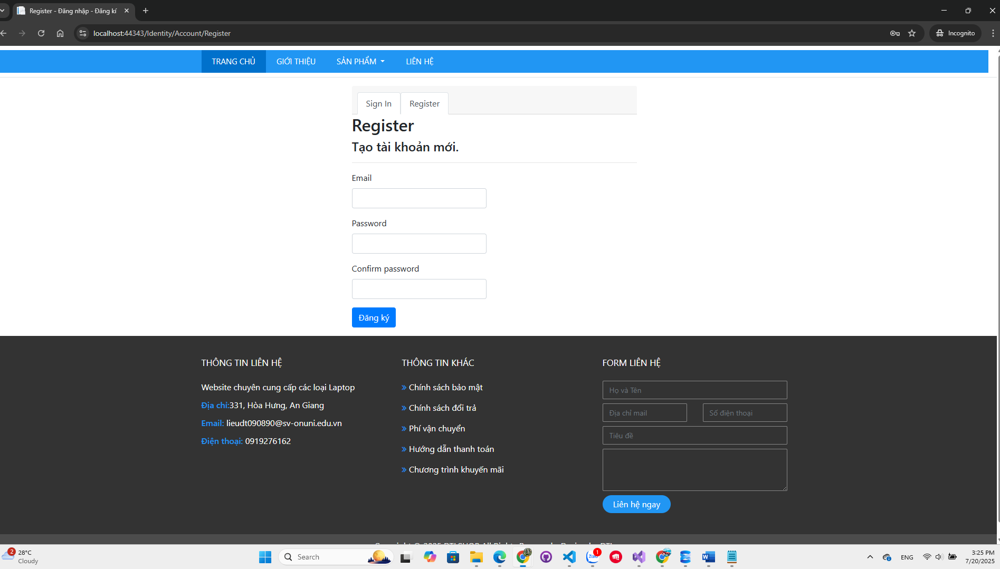 Register - Đăng nhập - Đăng kí
localhost:44343/Identity/Account/Register
Incognito
TRANG CHỦ GIỚI THIỆU SẢN PHẨM LIÊN HỆ
Sign In Register
Register
Tạo tài khoản mới.
Email
Password
Confirm password
Đăng ký
THÔNG TIN LIÊN HỆ
Website chuyên cung cấp các loại Laptop
Địa chỉ:331, Hòa Hưng, An Giang
Email: lieudt090890@sv-onuni.edu.vn
Điện thoại: 0919276162
THÔNG TIN KHÁC
» Chính sách bảo mật
» Chính sách đổi trả
» Phí vận chuyển
» Hướng dẫn thanh toán
» Chương trình khuyến mãi
FORM LIÊN HỆ
Họ và Tên
Địa chỉ mail Số điện thoại
Tiêu đề
Liên hệ ngay
2
28°C
Cloudy
Search
Zalo
1
ENG
3:25 PM
7/20/2025